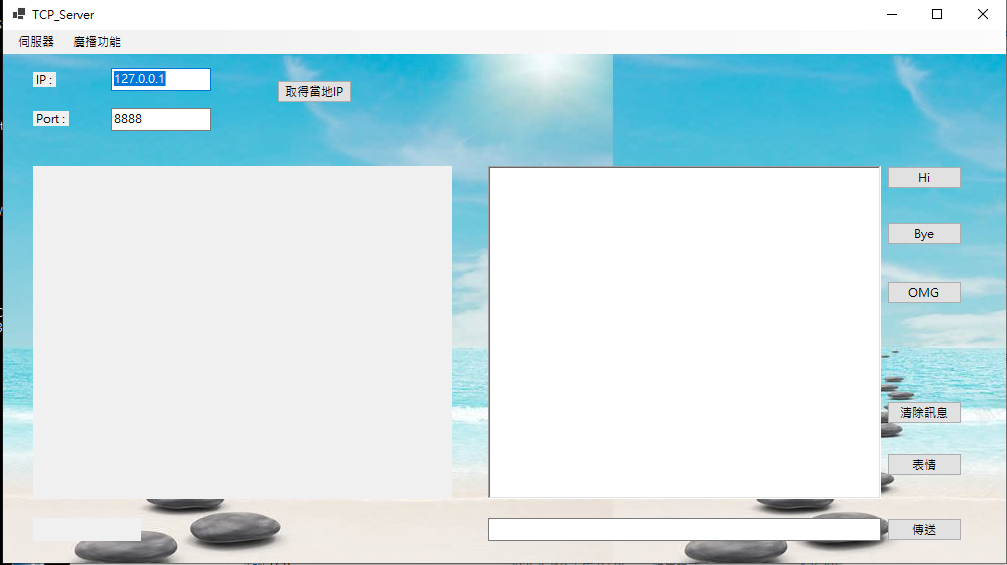 TCP_Server
伺服器 廣播功能
IP :
127.0.0.1
取得當地IP
Port :
8888
Hi
Bye
OMG
清除訊息
表情
傳送